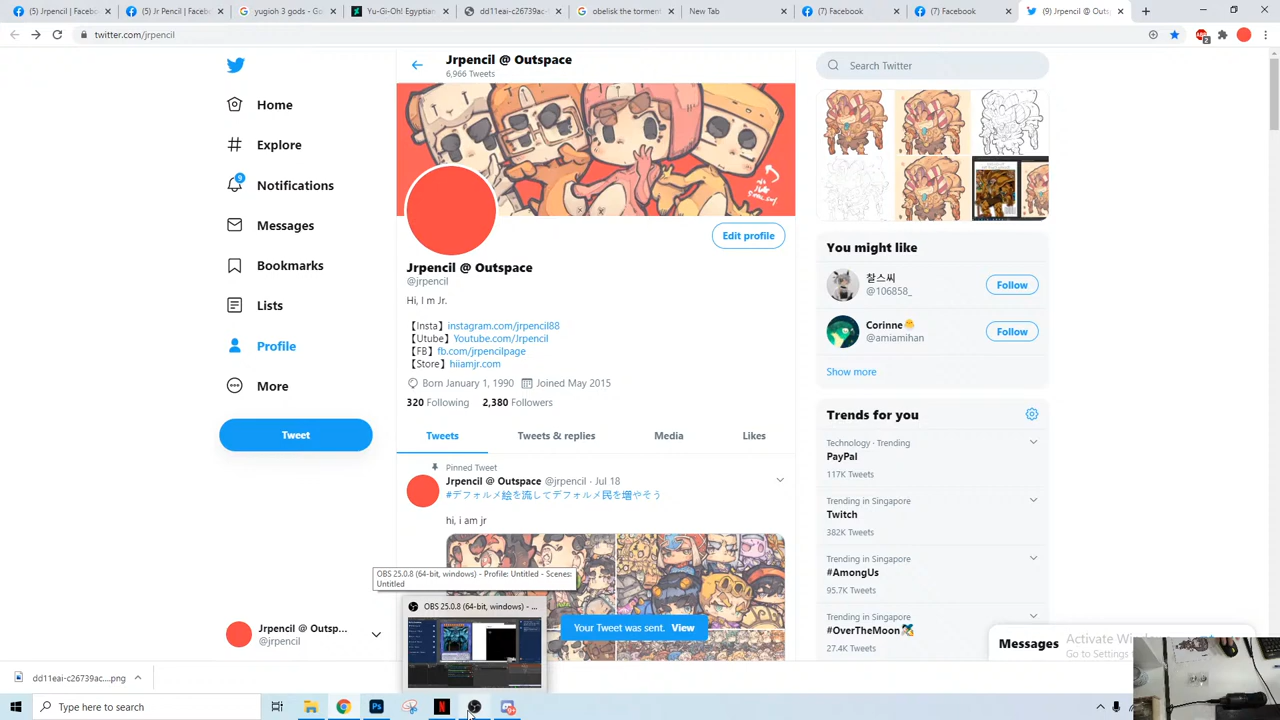 (5) Jrpencil | Facebook
(5) Jr Pencil | Faceboo
yugioh 3 gods - Go
Yu-Gi-Oh! Egyptian
dd11eai-c26739ac-
obelisk the torment
New Tab
(7) Facebook
(7) Facebook
(9) Jrpencil @ Outsp
twitter.com/jrpencil
Jrpencil @ Outspace
6,966 Tweets
Search Twitter
Home
Explore
9
Notifications
Messages
Bookmarks
Lists
Profile
More
Tweet
Edit profile
Jrpencil @ Outspace
@jrpencil
Hi, I m Jr.
【Insta】instagram.com/jrpencil88
【Utube】Youtube.com/Jrpencil
【FB】fb.com/jrpencilpage
【Store】hiiamjr.com
Born January 1, 1990 Joined May 2015
320 Following 2,380 Followers
Tweets
Tweets & replies
Media
Likes
Pinned Tweet
Jrpencil @ Outspace @jrpencil · Jul 18
#デフォルメ絵を流してデフォルメ民を増やそう
hi, i am jr
You might like
찰스씨
@106858_
Follow
Corinne
@amiamihan
Follow
Show more
Trends for you
Technology · Trending
PayPal
117K Tweets
Trending in Singapore
Twitch
382K Tweets
Trending in Singapore
#AmongUs
95.7K Tweets
Trending in Singapore
#OverTheMoon
27.4K Tweets
Messages
Activate Win
Go to Settings
OBS 25.0.8 (64-bit, windows) - Profile: Untitled - Scenes:
Untitled
OBS 25.0.8 (64-bit, windows) - ...
Your Tweet was sent. View
Jrpencil @ Outsp...
@jrpencil
dd11eai-c26739ac....png
Type here to search